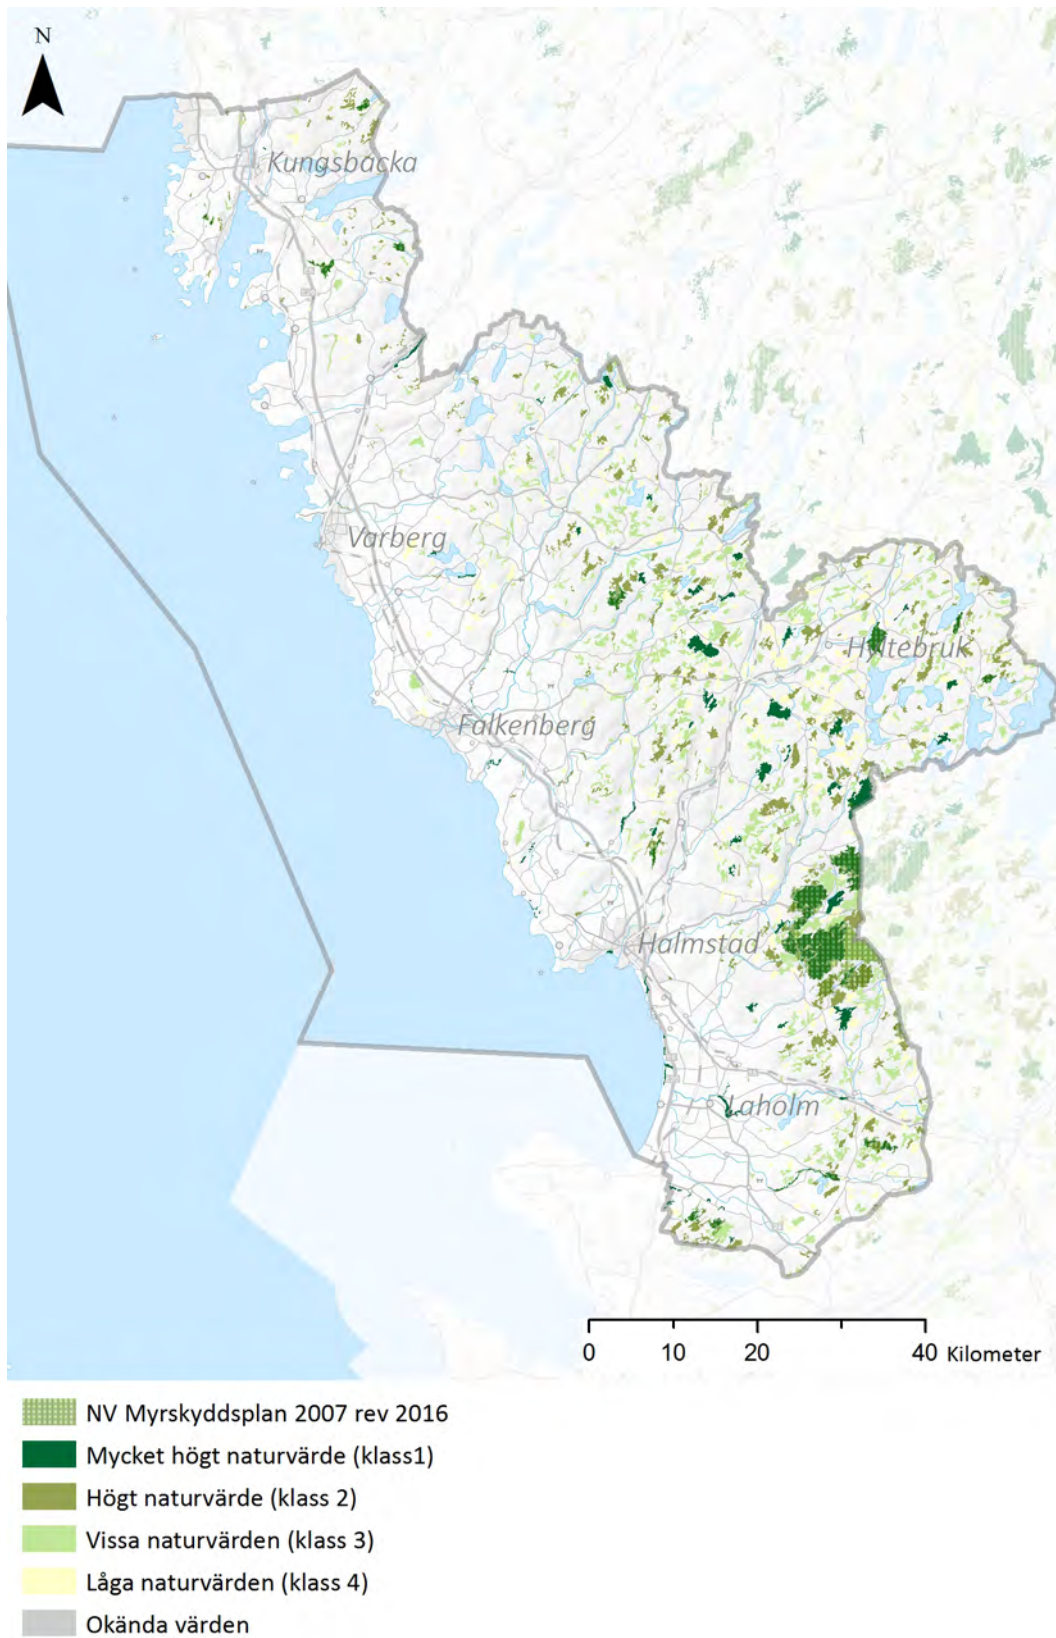 N
Kungsbacka
Varberg
Hyltebruk
Falkenberg
Halmstad
Laholm
0 10 20 40 Kilometer
NV Myrskyddsplan 2007 rev 2016
Mycket högt naturvärde (klass1)
Högt naturvärde (klass 2)
Vissa naturvärden (klass 3)
Låga naturvärden (klass 4)
Okända värden